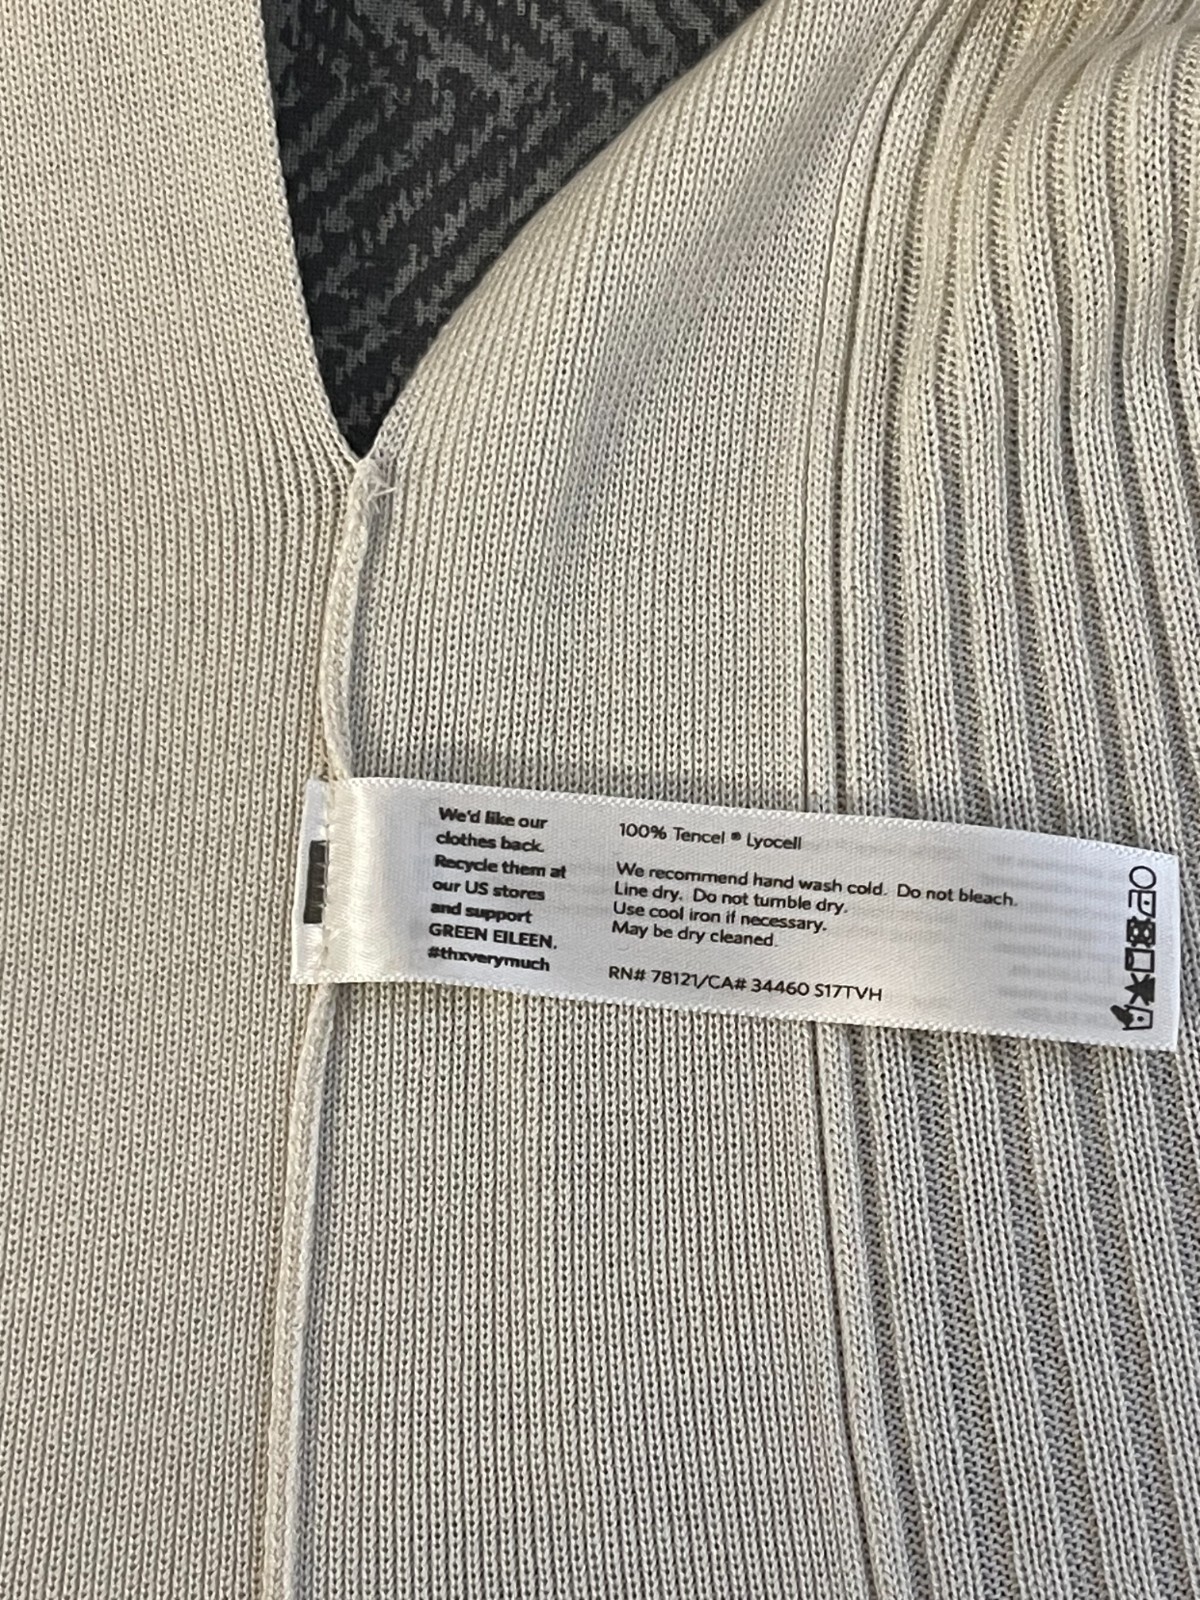 We'd like our
clothes back.
Recycle them at
our US stores
and support
GREEN EILEEN.
#thxverymuch
100% Tencel ® Lyocell
We recommend hand wash cold. Do not bleach.
Line dry. Do not tumble dry.
Use cool iron if necessary.
May be dry cleaned.
RN# 78121/CA# 34460 S17TVH